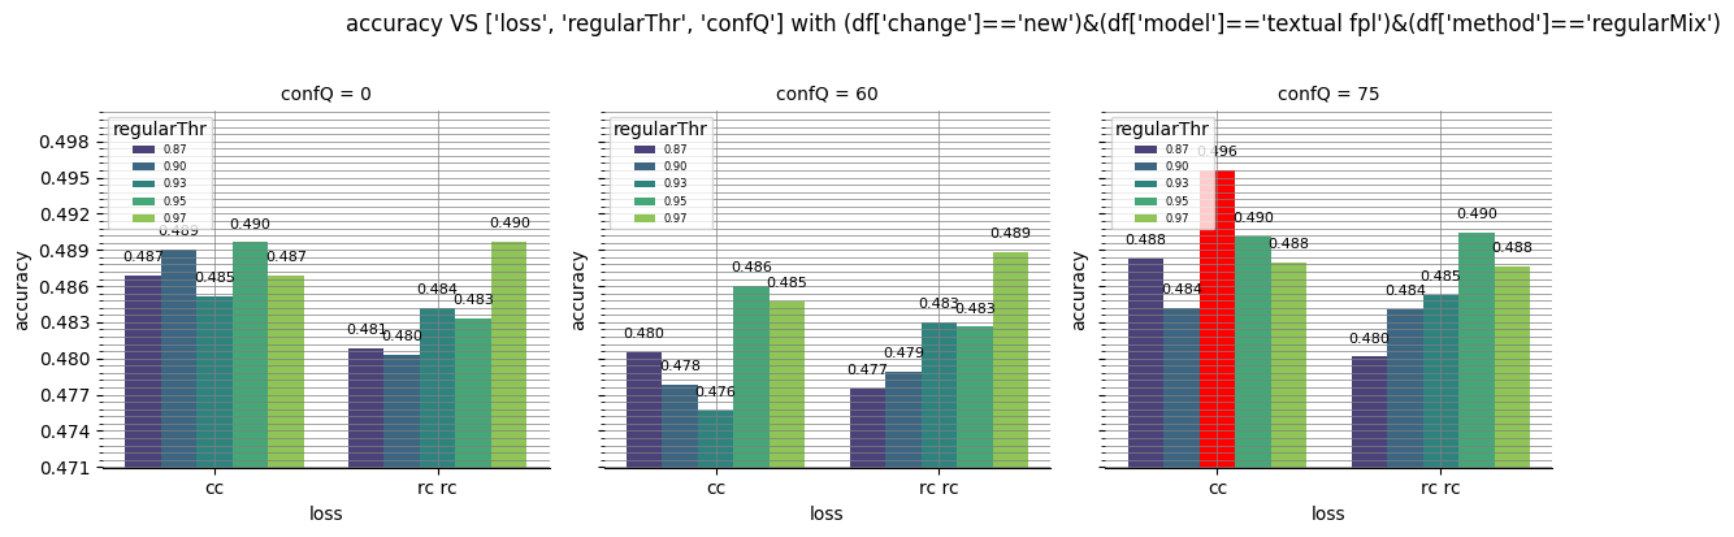 accuracy VS ['loss', 'regularThr', 'confQ'] with (df['change']=='new')&(df['model']=='textual fpl')&(df['method']=='regularMix')
confQ = 0
accuracy
0.498
0.495
0.492
0.489
0.486
0.483
0.480
0.477
0.474
0.471
regularThr
0.87
0.90
0.93
0.95
0.97
0.487
0.489
0.485
0.490
0.487
0.481
0.480
0.484
0.483
0.490
cc
rc rc
loss
confQ = 60
accuracy
regularThr
0.87
0.90
0.93
0.95
0.97
0.480
0.478
0.476
0.486
0.485
0.477
0.479
0.483
0.483
0.489
cc
rc rc
loss
confQ = 75
accuracy
regularThr
0.87
0.90
0.93
0.95
0.97
0.488
0.484
0.496
0.490
0.488
0.480
0.484
0.485
0.490
0.488
cc
rc rc
loss